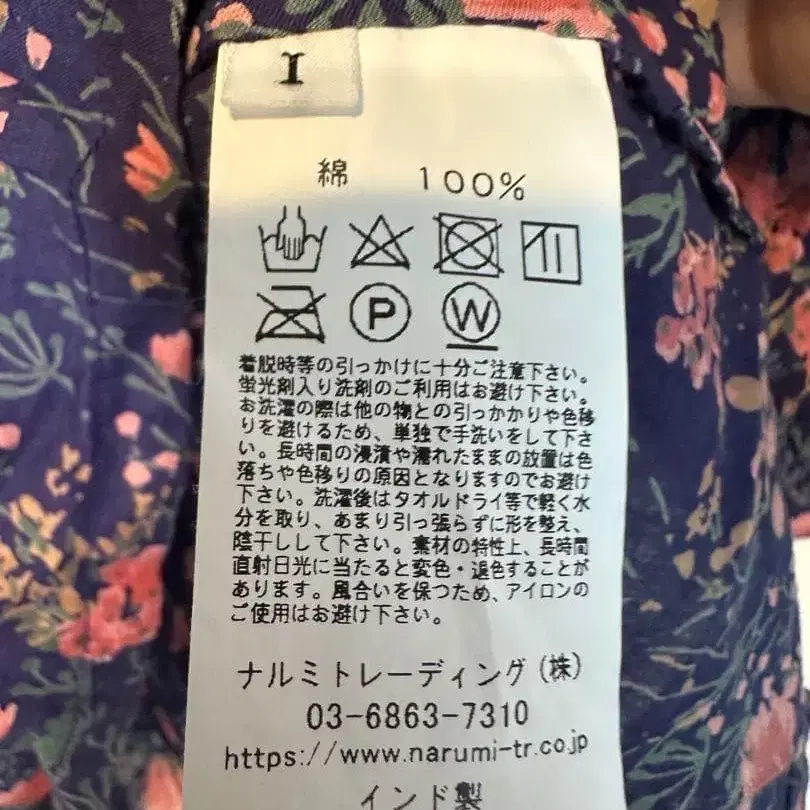 I
綿 100%
P W
着脱時等の引っかけに十分ご注意下さい。
蛍光剤入り洗剤のご利用はお避け下さい。
お洗濯の際は他の物との引っかかりや色移
りを避けるため、単独で手洗いをして下さ
い。長時間の浸漬や濡れたままの放置は色
落ちや色移りの原因となりますのでお避け
下さい。洗濯後はタオルドライ等で軽く水
分を取り、あまり引っ張らずに形を整え、
陰干しして下さい。素材の特性上、長時間
直射日光に当たると変色・退色することが
あります。風合いを保つため、アイロンの
ご使用はお避け下さい。
ナルミトレーディング(株)
03-6863-7310
https://www.narumi-tr.co.jp
インド製